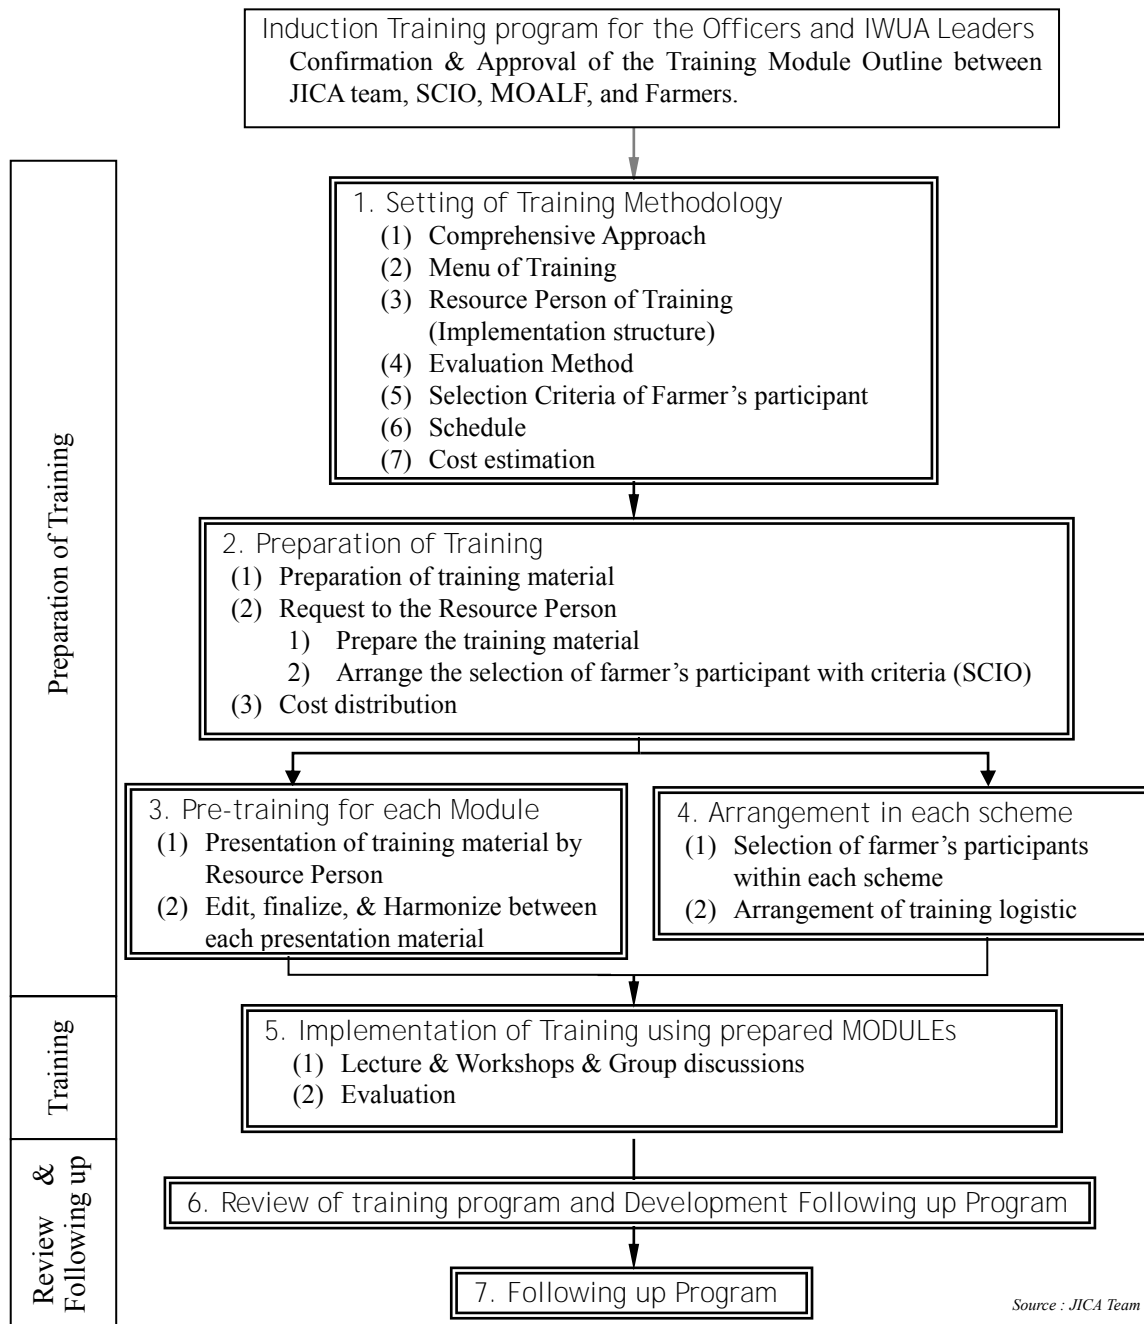 Induction Training program for the Officers and IWUA Leaders
Confirmation & Approval of the Training Module Outline between
JICA team, SCIO, MOALF, and Farmers.
Preparation of Training
1. Setting of Training Methodology
(1) Comprehensive Approach
(2) Menu of Training
(3) Resource Person of Training
(Implementation structure)
(4) Evaluation Method
(5) Selection Criteria of Farmer’s participant
(6) Schedule
(7) Cost estimation
2. Preparation of Training
(1) Preparation of training material
(2) Request to the Resource Person
1) Prepare the training material
2) Arrange the selection of farmer’s participant with criteria (SCIO)
(3) Cost distribution
3. Pre-training for each Module
(1) Presentation of training material by
Resource Person
(2) Edit, finalize, & Harmonize between
each presentation material
4. Arrangement in each scheme
(1) Selection of farmer’s participants
within each scheme
(2) Arrangement of training logistic
Training
5. Implementation of Training using prepared MODULEs
(1) Lecture & Workshops & Group discussions
(2) Evaluation
Review &
Following up
6. Review of training program and Development Following up Program
7. Following up Program
Source : JICA Team